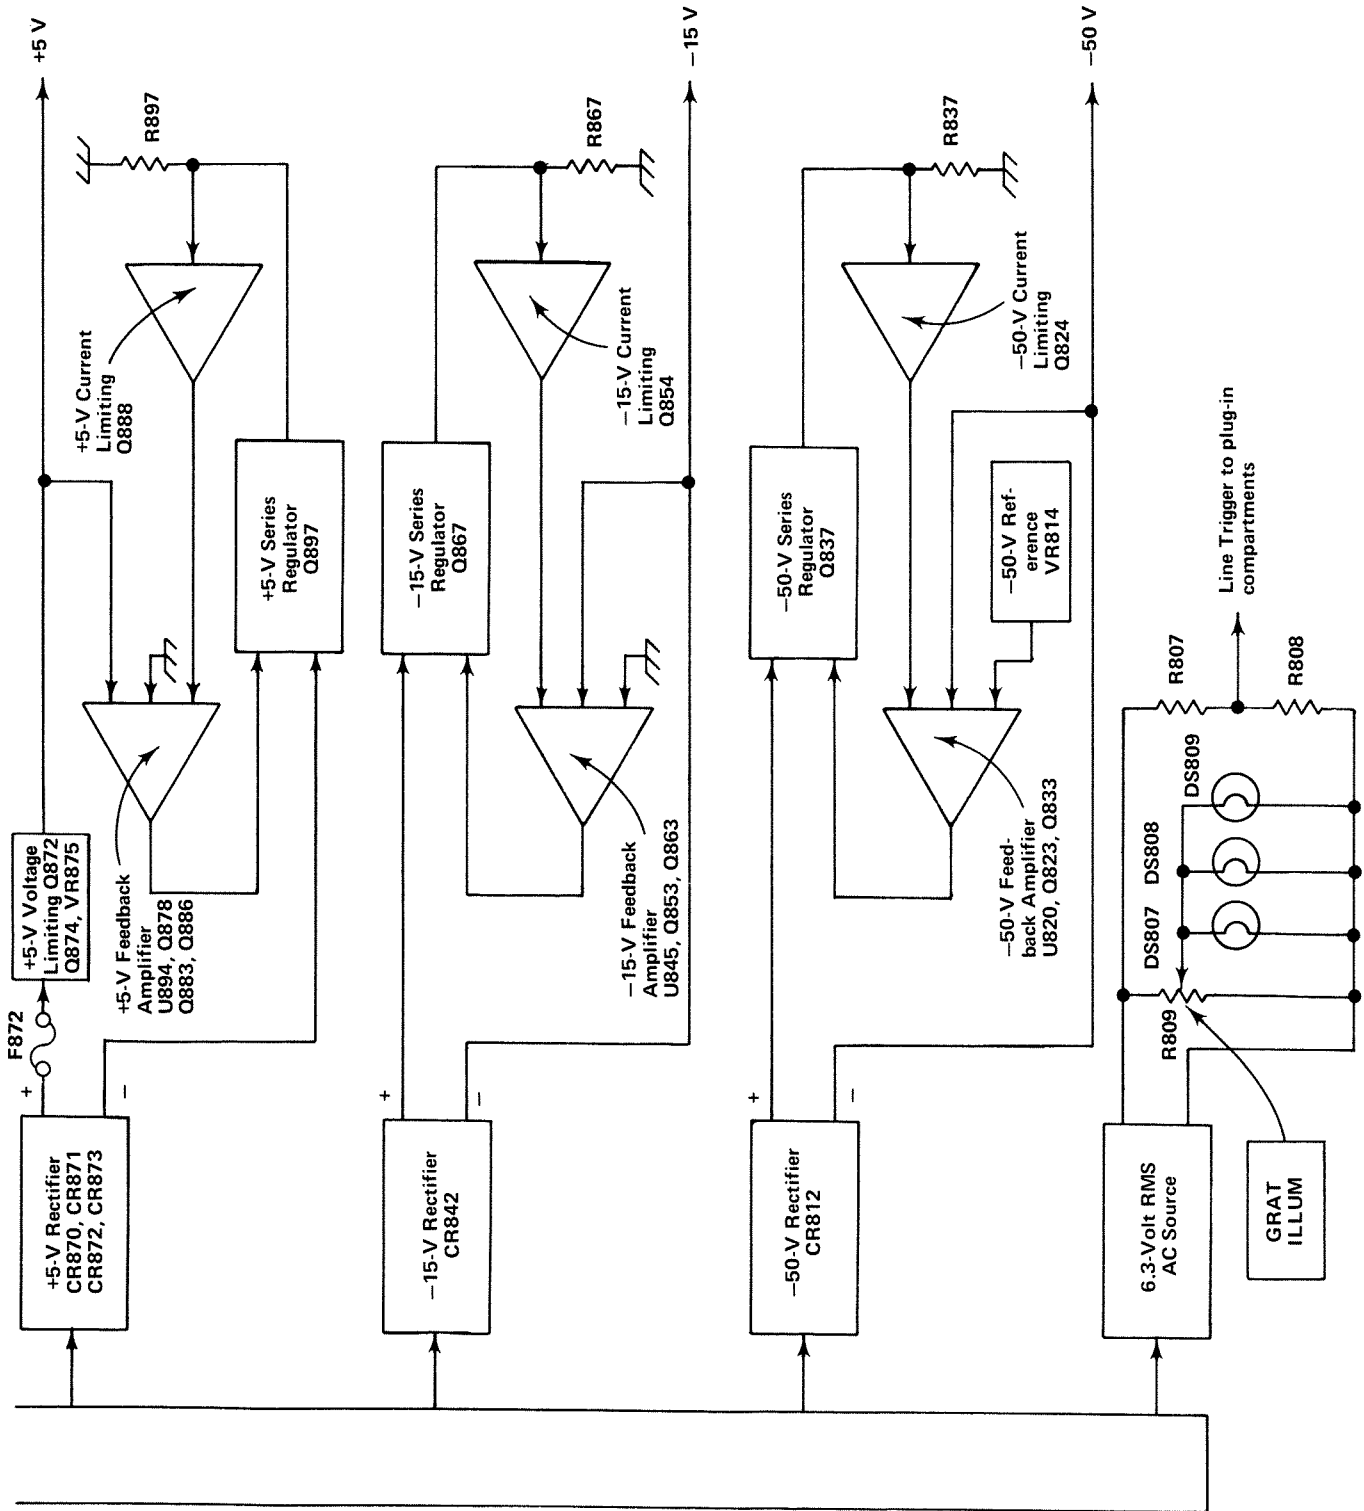 +5-V Rectifier
CR870, CR871
CR872, CR873
+
−
F872
+5-V Voltage
Limiting Q872
Q874, VR875
+5-V Feedback
Amplifier
U894, Q878
Q883, Q886
+5-V Current
Limiting
Q888
+5-V Series
Regulator
Q897
R897
+5 V
−15-V Rectifier
CR842
+
−
−15-V Feedback
Amplifier
U845, Q853, Q863
−15-V Series
Regulator
Q867
−15-V Current
Limiting
Q854
R867
−15 V
−50-V Rectifier
CR812
+
−
−50-V Feed-
back Amplifier
U820, Q823, Q833
−50-V Series
Regulator
Q837
−50-V Ref-
erence
VR814
−50-V Current
Limiting
Q824
R837
−50 V
6.3-Volt RMS
AC Source
GRAT
ILLUM
R809
DS807
DS808
DS809
R807
R808
Line Trigger to plug-in
compartments